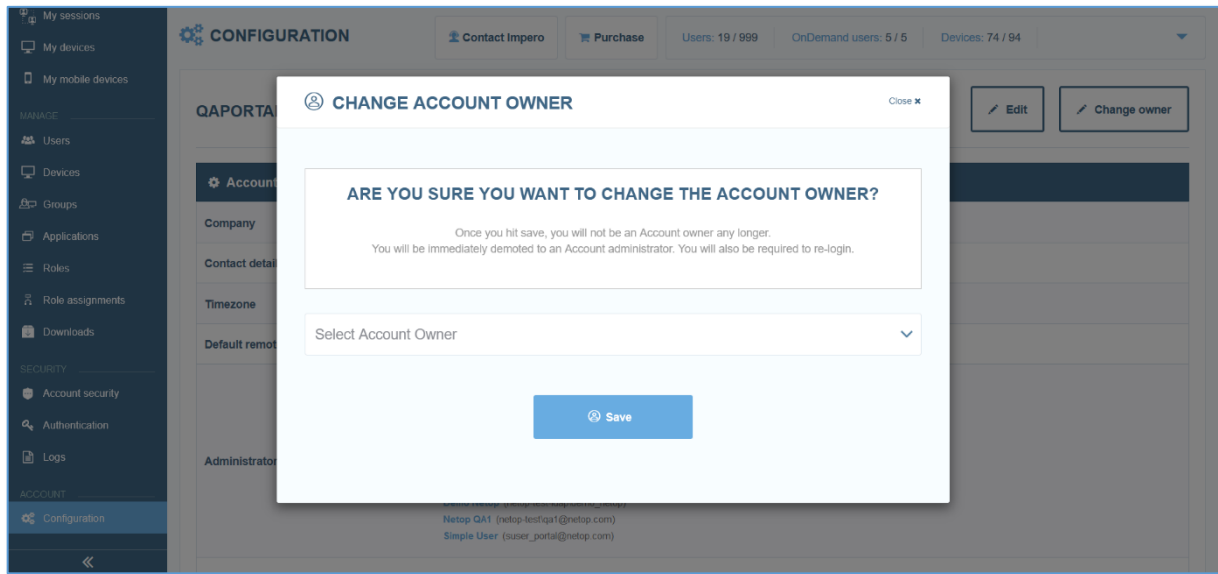 My sessions
My devices
My mobile devices
MANAGE
Users
Devices
Groups
Applications
Roles
Role assignments
Downloads
SECURITY
Account security
Authentication
Logs
ACCOUNT
Configuration
CONFIGURATION
Contact Impero
Purchase
Users: 19 / 999
OnDemand users: 5 / 5
Devices: 74 / 94
QAPORTA
Edit
Change owner
Account
Company
Contact detai
Timezone
Default remot
Administrator
CHANGE ACCOUNT OWNER
Close ×
ARE YOU SURE YOU WANT TO CHANGE THE ACCOUNT OWNER?
Once you hit save, you will not be an Account owner any longer.
You will be immediately demoted to an Account administrator. You will also be required to re-login.
Select Account Owner
Save
Netop QA1 (netop-testiqa1@netop.com)
Simple User (suser_portal@netop.com)